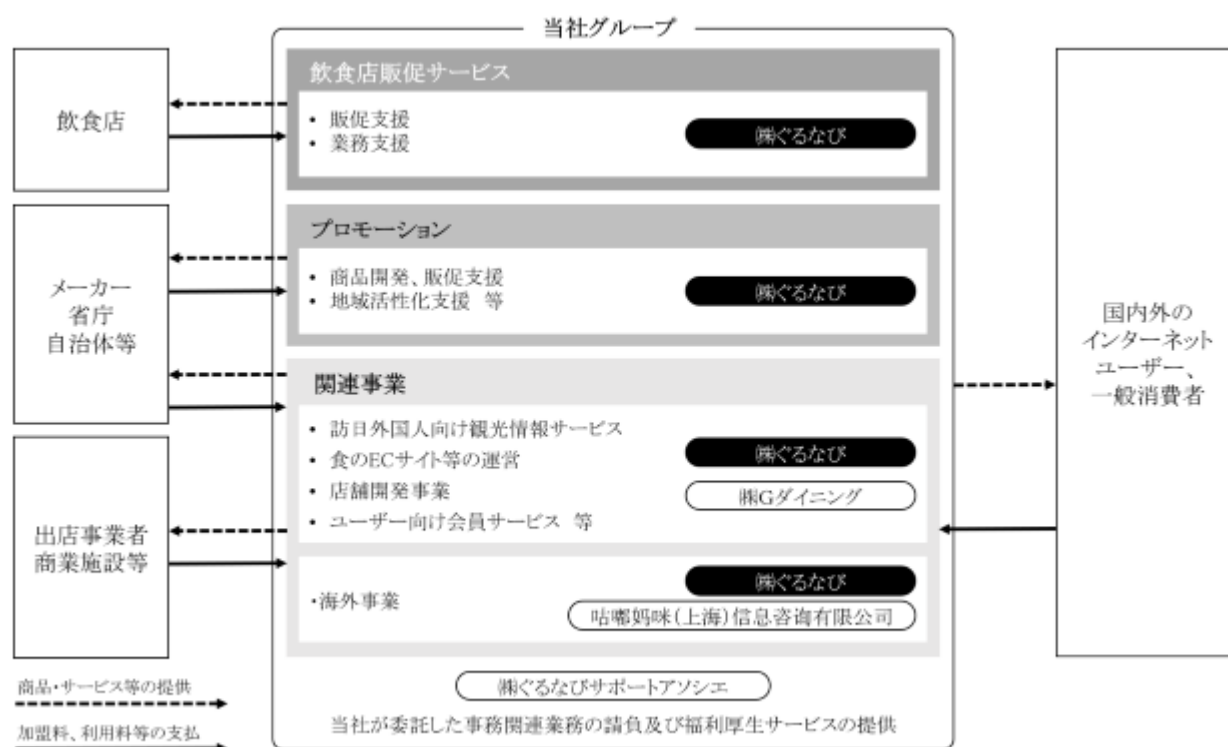 当社グループ
飲食店
飲食店販促サービス
・ 販促支援
・ 業務支援
㈱ぐるなび
メーカー
省庁
自治体等
プロモーション
・ 商品開発、販促支援
・ 地域活性化支援 等
㈱ぐるなび
関連事業
・ 訪日外国人向け観光情報サービス
・ 食のECサイト等の運営
・ 店舗開発事業
・ ユーザー向け会員サービス 等
㈱ぐるなび
㈱Gダイニング
出店事業者
商業施設等
・海外事業
㈱ぐるなび
咕嘟妈咪(上海)信息咨询有限公司
国内外の
インターネット
ユーザー、
一般消費者
㈱ぐるなびサポートアソシエ
当社が委託した事務関連業務の請負及び福利厚生サービスの提供
商品・サービス等の提供
加盟料、利用料等の支払